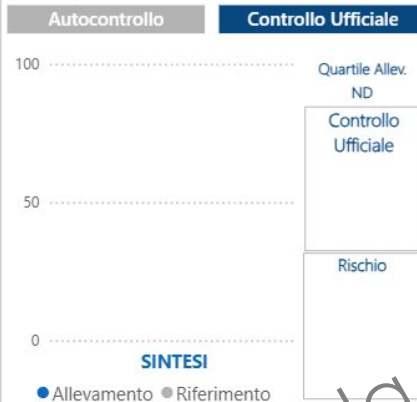 Autocontrollo
Controllo Ufficiale
100
Quartile Allev.
ND
Controllo
Ufficiale
50
Rischio
0
SINTESI
Allevamento
Riferimento